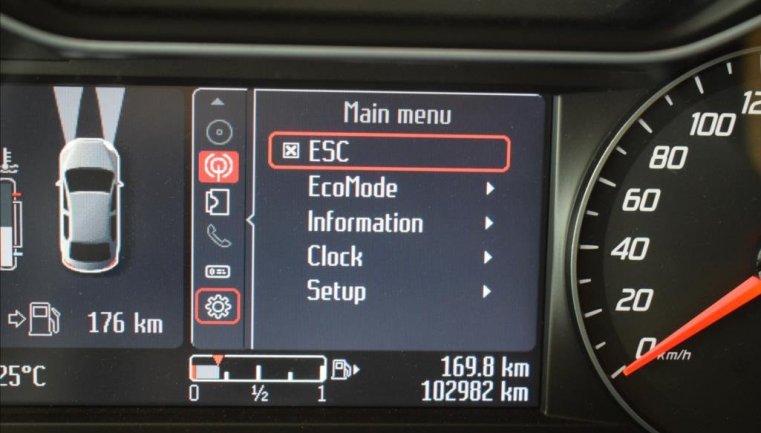 Main menu
ESC
EcoMode
Information
Clock
Setup
176 km
25°C
0 ½ 1
169.8 km
102982 km
120
100
80
60
40
20
0 km/h